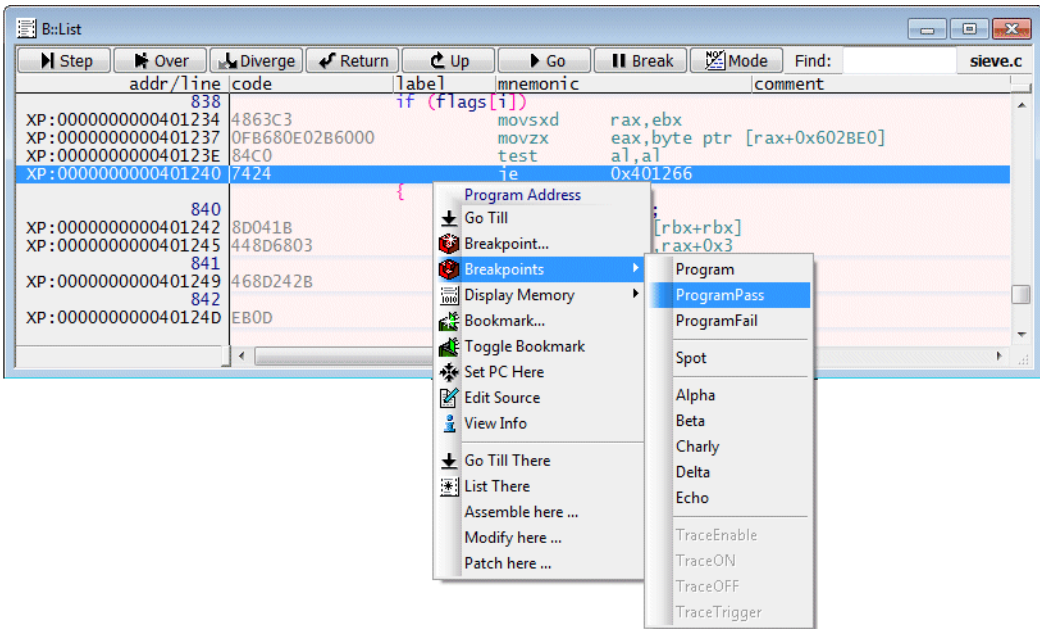 B::List
Step Over Diverge Return Up Go Break Mode Find: sieve.c
addr/line code label mnemonic comment
838 if (flags[i])
XP:0000000000401234 4863C3 movsxd rax,ebx
XP:0000000000401237 0FB680E02B6000 movzx eax,byte ptr [rax+0x602BE0]
XP:000000000040123E 84C0 test al,al
XP:0000000000401240 7424 je 0x401266
{
840 ;
XP:0000000000401242 8D041B [rbx+rbx]
XP:0000000000401245 448D6803 ,rax+0x3
841
XP:0000000000401249 468D242B
842
XP:000000000040124D EB0D
Program Address
Go Till
Breakpoint...
Breakpoints
Display Memory
Bookmark...
Toggle Bookmark
Set PC Here
Edit Source
View Info
Go Till There
List There
Assemble here ...
Modify here ...
Patch here ...
Program
ProgramPass
ProgramFail
Spot
Alpha
Beta
Charly
Delta
Echo
TraceEnable
TraceON
TraceOFF
TraceTrigger